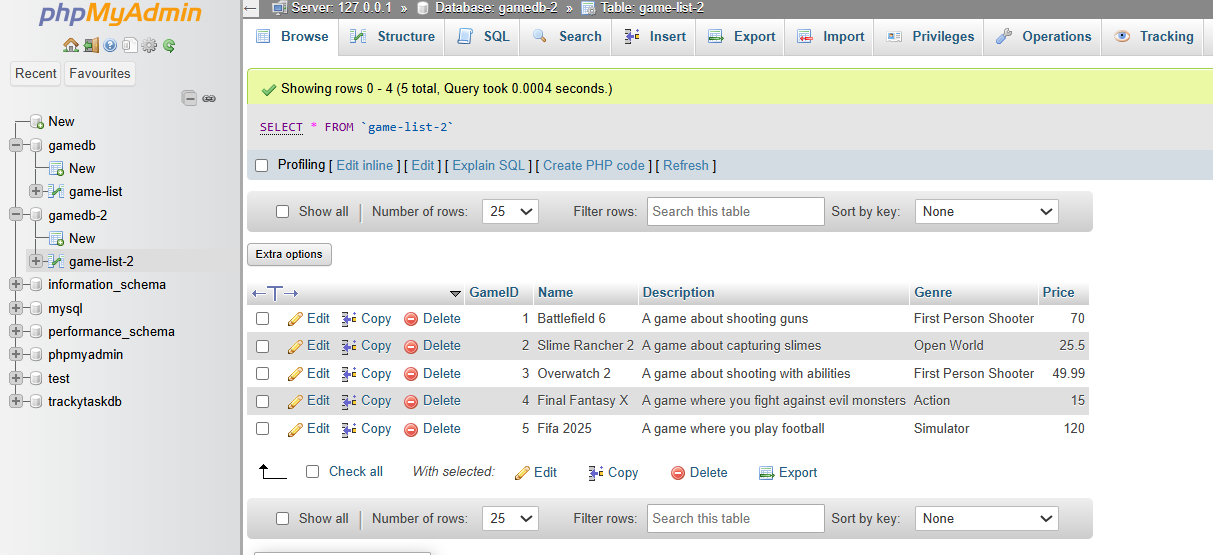 phpMyAdmin
Recent Favourites
New
gamedb
New
game-list
gamedb-2
New
game-list-2
information_schema
mysql
performance_schema
phpmyadmin
test
trackytaskdb
Server: 127.0.0.1 » Database: gamedb-2 » Table: game-list-2
Browse Structure SQL Search Insert Export Import Privileges Operations Tracking
Showing rows 0 - 4 (5 total, Query took 0.0004 seconds.)
SELECT * FROM `game-list-2`
Profiling [ Edit inline ] [ Edit ] [ Explain SQL ] [ Create PHP code ] [ Refresh ]
Show all Number of rows: 25 Filter rows: Search this table Sort by key: None
Extra options
GameID Name Description Genre Price
Edit Copy Delete 1 Battlefield 6 A game about shooting guns First Person Shooter 70
Edit Copy Delete 2 Slime Rancher 2 A game about capturing slimes Open World 25.5
Edit Copy Delete 3 Overwatch 2 A game about shooting with abilities First Person Shooter 49.99
Edit Copy Delete 4 Final Fantasy X A game where you fight against evil monsters Action 15
Edit Copy Delete 5 Fifa 2025 A game where you play football Simulator 120
Check all With selected: Edit Copy Delete Export
Show all Number of rows: 25 Filter rows: Search this table Sort by key: None